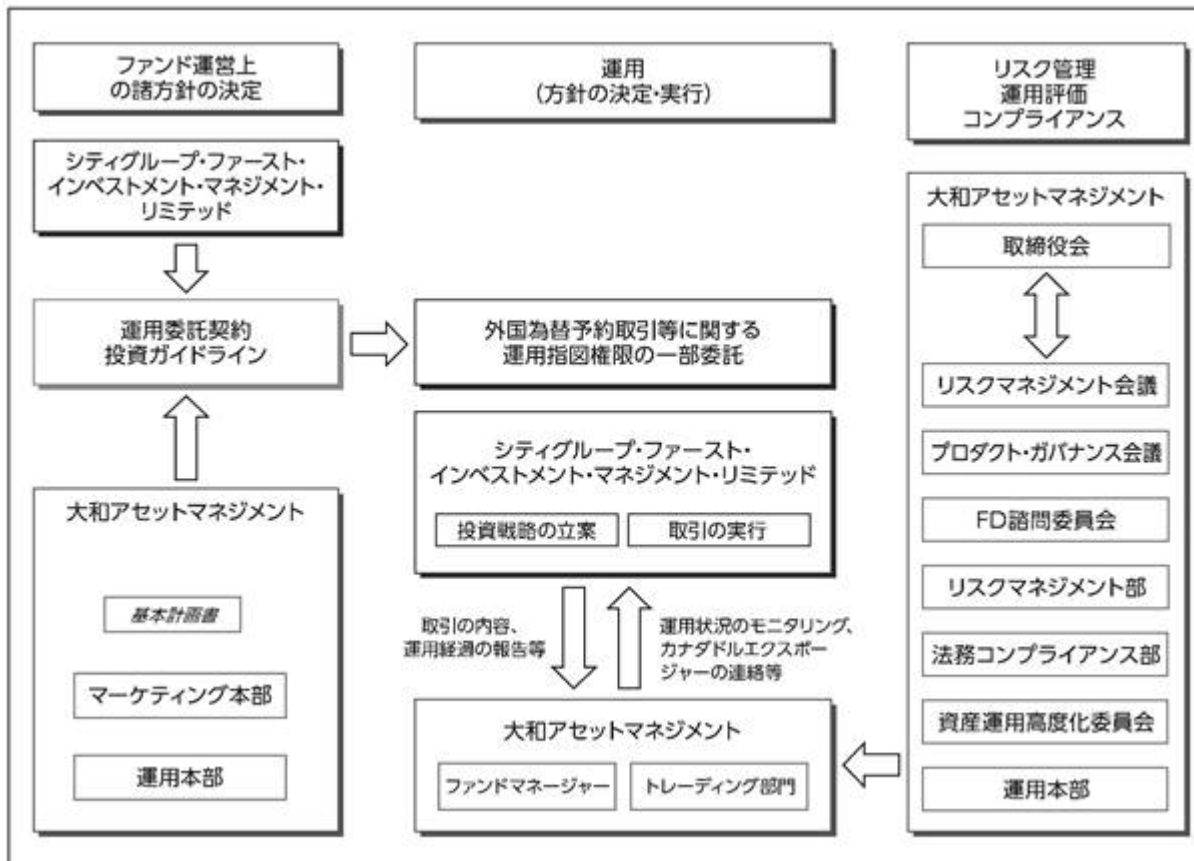 ファンド運営上
の諸方針の決定
シティグループ・ファースト・
インベストメント・マネジメント・
リミテッド
運用委託契約
投資ガイドライン
大和アセットマネジメント
基本計画書
マーケティング本部
運用本部
運用
(方針の決定・実行)
外国為替予約取引等に関する
運用指図権限の一部委託
シティグループ・ファースト・
インベストメント・マネジメント・リミテッド
投資戦略の立案
取引の実行
取引の内容、
運用経過の報告等
運用状況のモニタリング、
カナダドルエクスポー
ジャーの連絡等
大和アセットマネジメント
ファンドマネージャー
トレーディング部門
リスク管理
運用評価
コンプライアンス
大和アセットマネジメント
取締役会
リスクマネジメント会議
プロダクト・ガバナンス会議
FD諮問委員会
リスクマネジメント部
法務コンプライアンス部
資産運用高度化委員会
運用本部